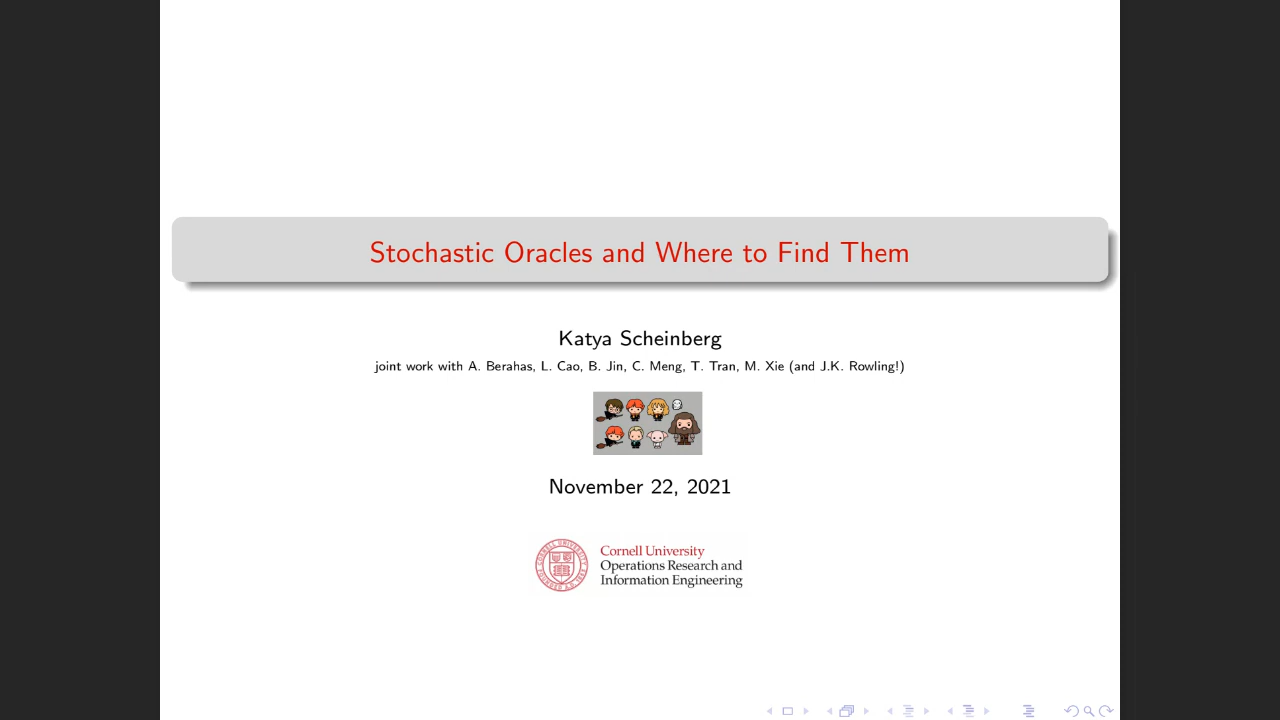 Stochastic Oracles and Where to Find Them
Katya Scheinberg
joint work with A. Berahas, L. Cao, B. Jin, C. Meng, T. Tran, M. Xie (and J.K. Rowling!)
November 22, 2021
Cornell University
Operations Research and
Information Engineering